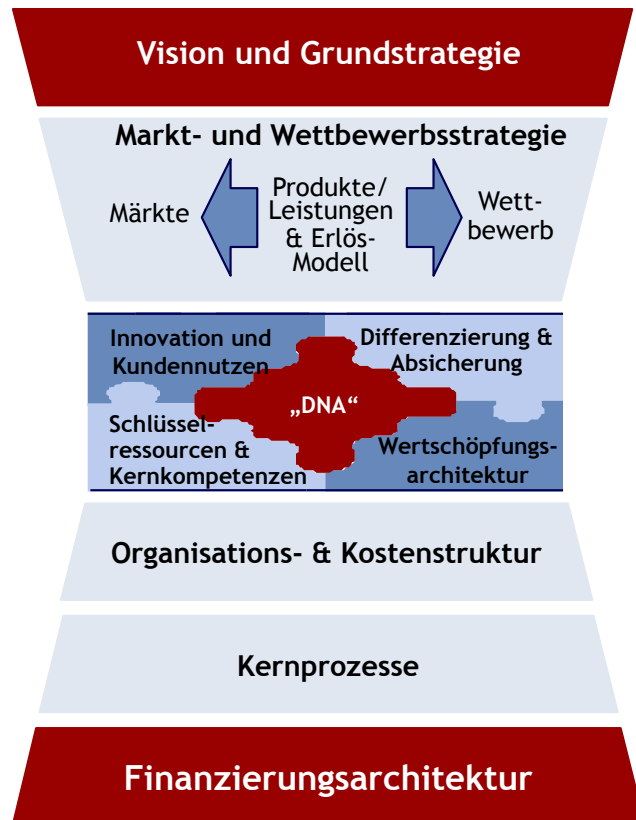 Vision und Grundstrategie
Markt- und Wettbewerbsstrategie
Märkte
Produkte/
Leistungen
& Erlös-
Modell
Wett-
bewerb
Innovation und
Kundennutzen
Differenzierung &
Absicherung
„DNA“
Schlüssel-
ressourcen &
Kernkompetenzen
Wertschöpfungs-
architektur
Organisations- & Kostenstruktur
Kernprozesse
Finanzierungsarchitektur